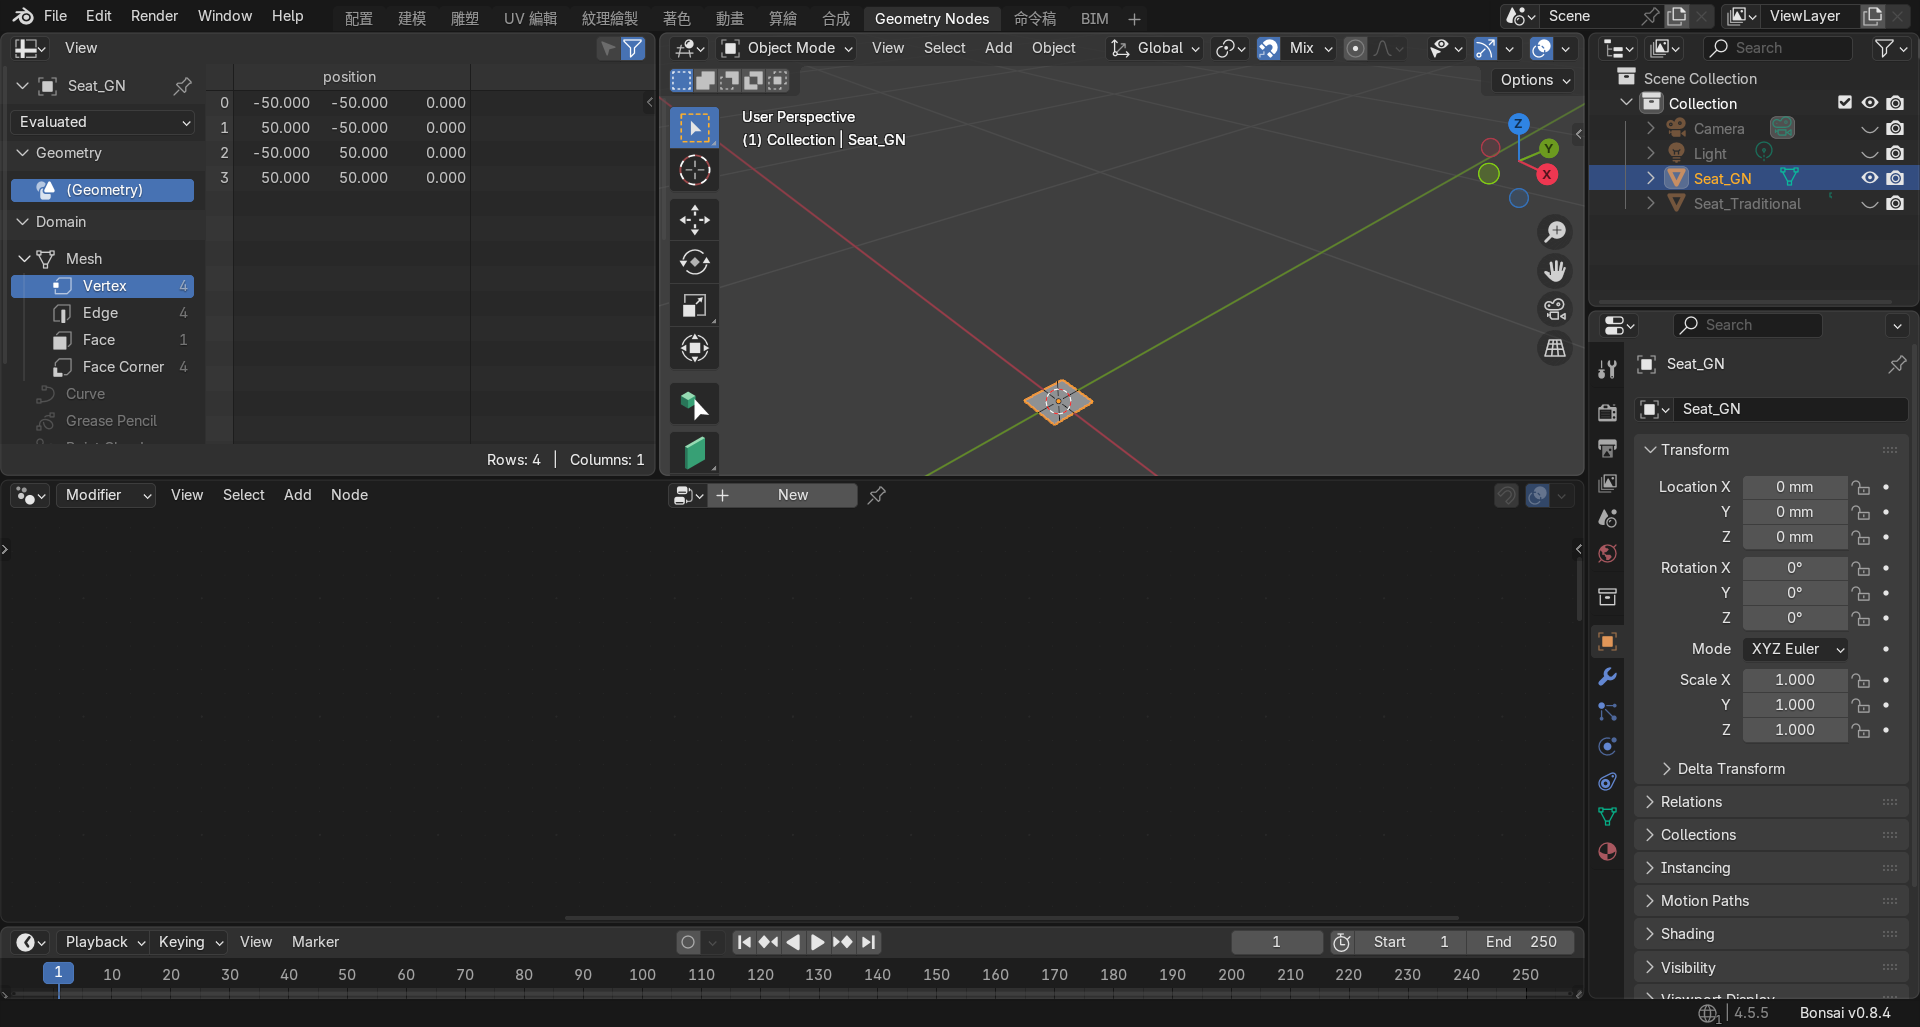 File Edit Render Window Help 配置 建模 雕塑 UV 編輯 紋理繪製 著色 動畫 算繪 合成 Geometry Nodes 命令稿 BIM + Scene ViewLayer
View
Seat_GN
Evaluated
Geometry
(Geometry)
Domain
Mesh
Vertex 4
Edge 4
Face 1
Face Corner 4
Curve
Grease Pencil
position
0 -50.000 -50.000 0.000
1 50.000 -50.000 0.000
2 -50.000 50.000 0.000
3 50.000 50.000 0.000
Rows: 4 | Columns: 1
Object Mode View Select Add Object Global Mix
Options
User Perspective
(1) Collection | Seat_GN
Z
Y
X
Search
Scene Collection
Collection
Camera
Light
Seat_GN
Seat_Traditional
Search
Seat_GN
Seat_GN
Transform
Location X 0 mm
Y 0 mm
Z 0 mm
Rotation X 0°
Y 0°
Z 0°
Mode XYZ Euler
Scale X 1.000
Y 1.000
Z 1.000
Delta Transform
Relations
Collections
Instancing
Motion Paths
Shading
Visibility
Viewport Display
Modifier View Select Add Node New
Playback Keying View Marker 1 Start 1 End 250
1 10 20 30 40 50 60 70 80 90 100 110 120 130 140 150 160 170 180 190 200 210 220 230 240 250
1 | 4.5.5 Bonsai v0.8.4